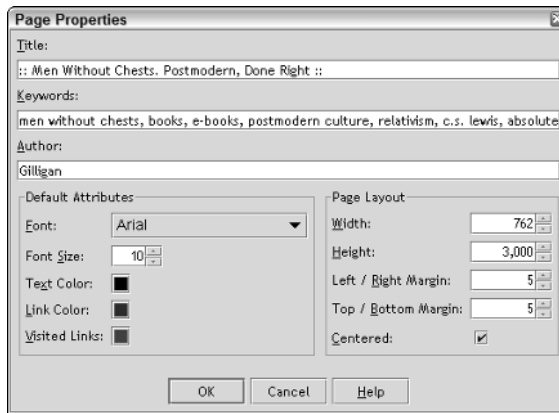 Page Properties
Title:
:: Men Without Chests. Postmodern, Done Right ::
Keywords:
men without chests, books, e-books, postmodern culture, relativism, c.s. lewis, absolute
Author:
Gilligan
Default Attributes
Font: Arial
Font Size: 10
Text Color:
Link Color:
Visited Links:
Page Layout
Width: 762
Height: 3,000
Left / Right Margin: 5
Top / Bottom Margin: 5
Centered:
OK Cancel Help